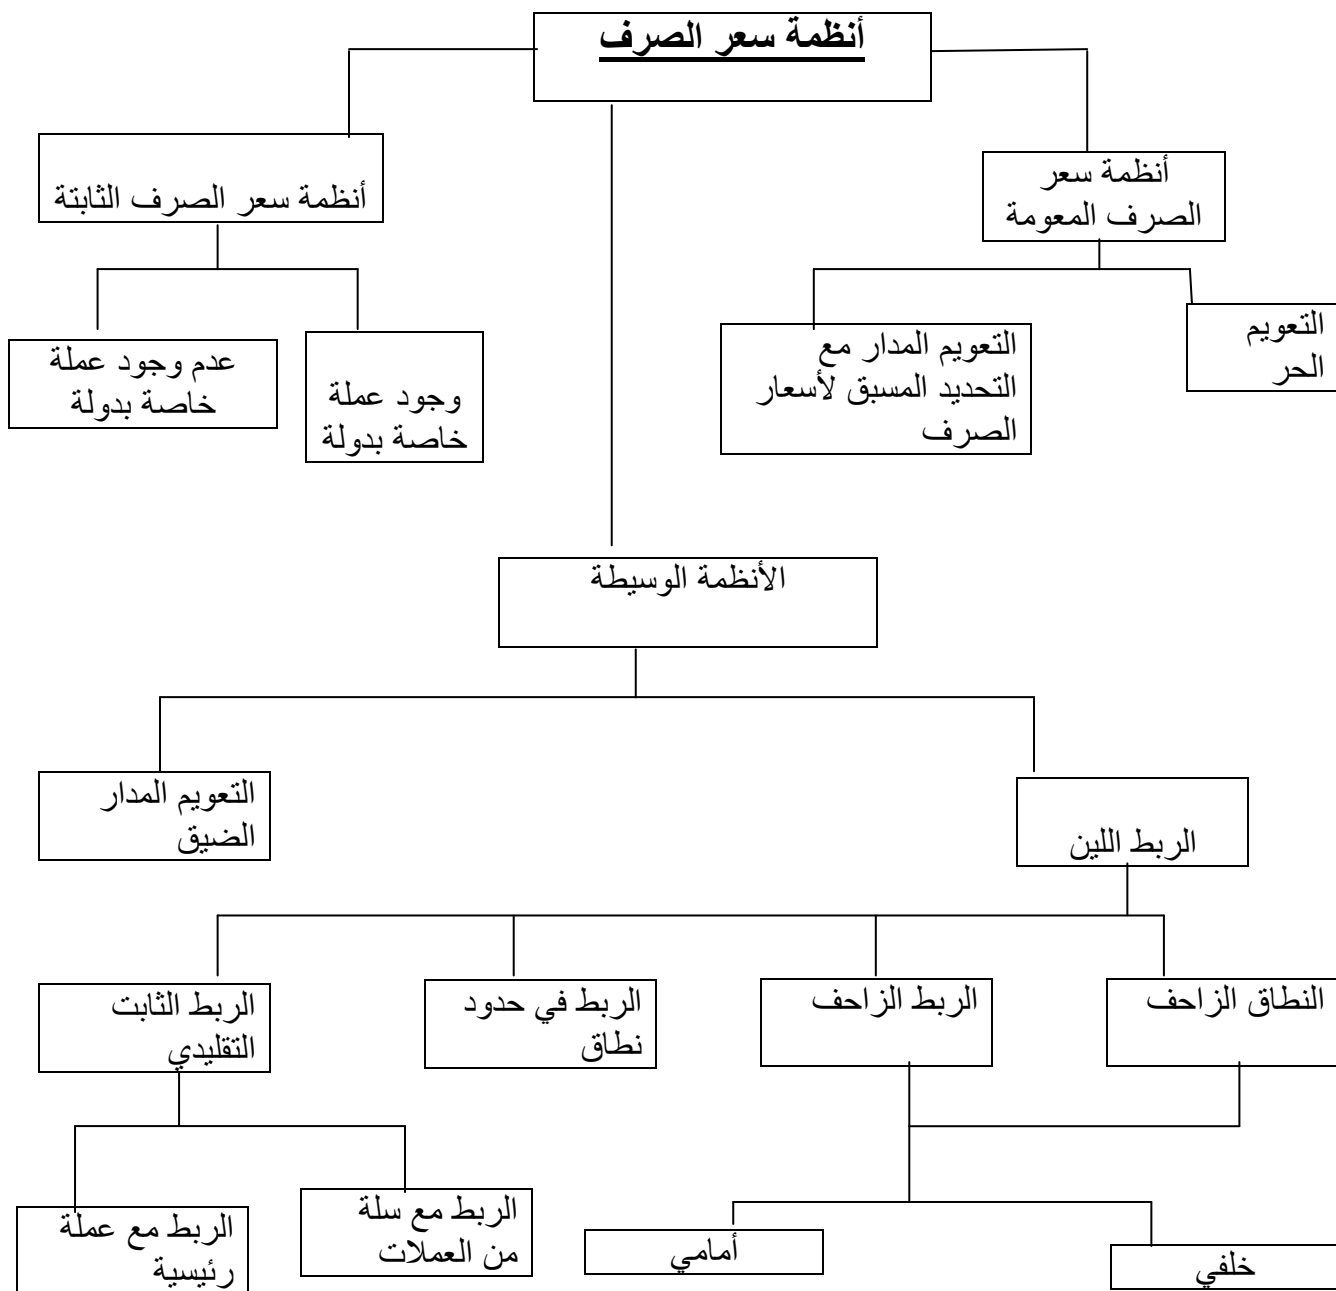 أنظمة سعر الصرف
أنظمة سعر
الصرف المعومة
أنظمة سعر الصرف الثابتة
التعويم
الحر
التعويم المدار مع
التحديد المسبق لأسعار
الصرف
وجود عملة
خاصة بدولة
عدم وجود عملة
خاصة بدولة
الأنظمة الوسيطة
الربط اللين
التعويم المدار
الضيق
النطاق الزاحف
الربط الزاحف
الربط في حدود
نطاق
الربط الثابت
التقليدي
خلفي
أمامي
الربط مع سلة
من العملات
الربط مع عملة
رئيسية